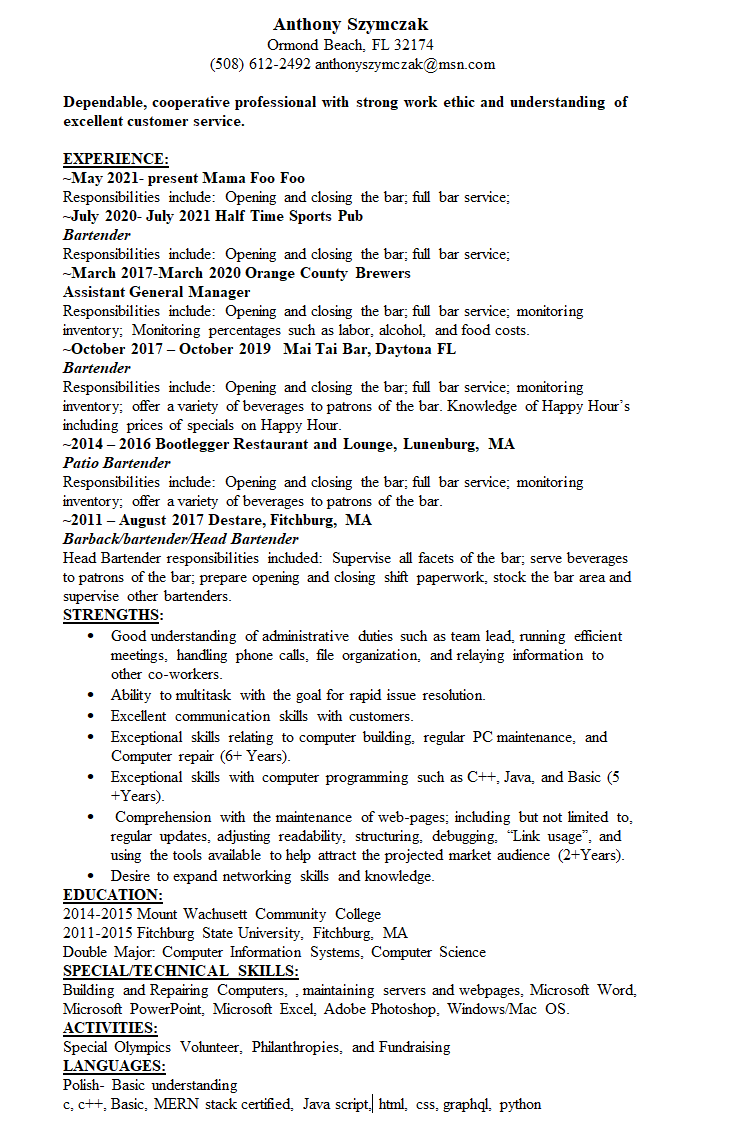 Anthony Szymczak
Ormond Beach, FL 32174
(508) 612-2492 anthonyszymczak@msn.com
Dependable, cooperative professional with strong work ethic and understanding of
excellent customer service.
EXPERIENCE:
~May 2021- present Mama Foo Foo
Responsibilities include: Opening and closing the bar; full bar service;
~July 2020- July 2021 Half Time Sports Pub
Bartender
Responsibilities include: Opening and closing the bar; full bar service;
~March 2017-March 2020 Orange County Brewers
Assistant General Manager
Responsibilities include: Opening and closing the bar; full bar service; monitoring
inventory; Monitoring percentages such as labor, alcohol, and food costs.
~October 2017 – October 2019 Mai Tai Bar, Daytona FL
Bartender
Responsibilities include: Opening and closing the bar; full bar service; monitoring
inventory; offer a variety of beverages to patrons of the bar. Knowledge of Happy Hour’s
including prices of specials on Happy Hour.
~2014 – 2016 Bootlegger Restaurant and Lounge, Lunenburg, MA
Patio Bartender
Responsibilities include: Opening and closing the bar; full bar service; monitoring
inventory; offer a variety of beverages to patrons of the bar.
~2011 – August 2017 Destare, Fitchburg, MA
Barback/bartender/Head Bartender
Head Bartender responsibilities included: Supervise all facets of the bar; serve beverages
to patrons of the bar; prepare opening and closing shift paperwork, stock the bar area and
supervise other bartenders.
STRENGTHS:
• Good understanding of administrative duties such as team lead, running efficient
meetings, handling phone calls, file organization, and relaying information to
other co-workers.
• Ability to multitask with the goal for rapid issue resolution.
• Excellent communication skills with customers.
• Exceptional skills relating to computer building, regular PC maintenance, and
Computer repair (6+ Years).
• Exceptional skills with computer programming such as C++, Java, and Basic (5
+Years).
• Comprehension with the maintenance of web-pages; including but not limited to,
regular updates, adjusting readability, structuring, debugging, “Link usage”, and
using the tools available to help attract the projected market audience (2+Years).
• Desire to expand networking skills and knowledge.
EDUCATION:
2014-2015 Mount Wachusett Community College
2011-2015 Fitchburg State University, Fitchburg, MA
Double Major: Computer Information Systems, Computer Science
SPECIAL/TECHNICAL SKILLS:
Building and Repairing Computers, , maintaining servers and webpages, Microsoft Word,
Microsoft PowerPoint, Microsoft Excel, Adobe Photoshop, Windows/Mac OS.
ACTIVITIES:
Special Olympics Volunteer, Philanthropies, and Fundraising
LANGUAGES:
Polish- Basic understanding
c, c++, Basic, MERN stack certified, Java script, html, css, graphql, python